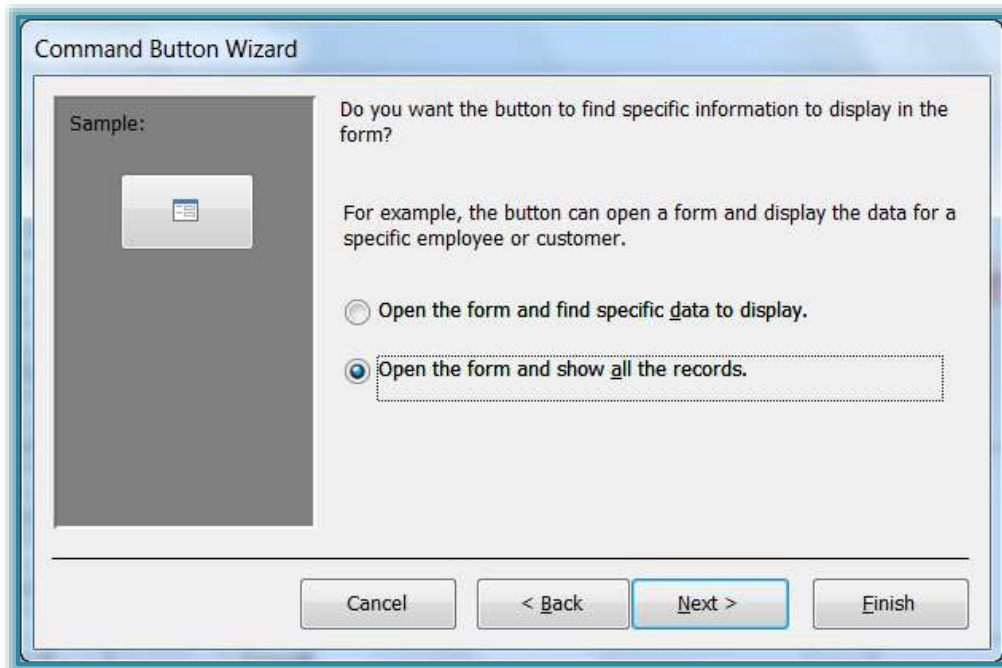 Command Button Wizard
Sample:
Do you want the button to find specific information to display in the
form?
For example, the button can open a form and display the data for a
specific employee or customer.
Open the form and find specific data to display.
Open the form and show all the records.
Cancel
< Back
Next >
Finish